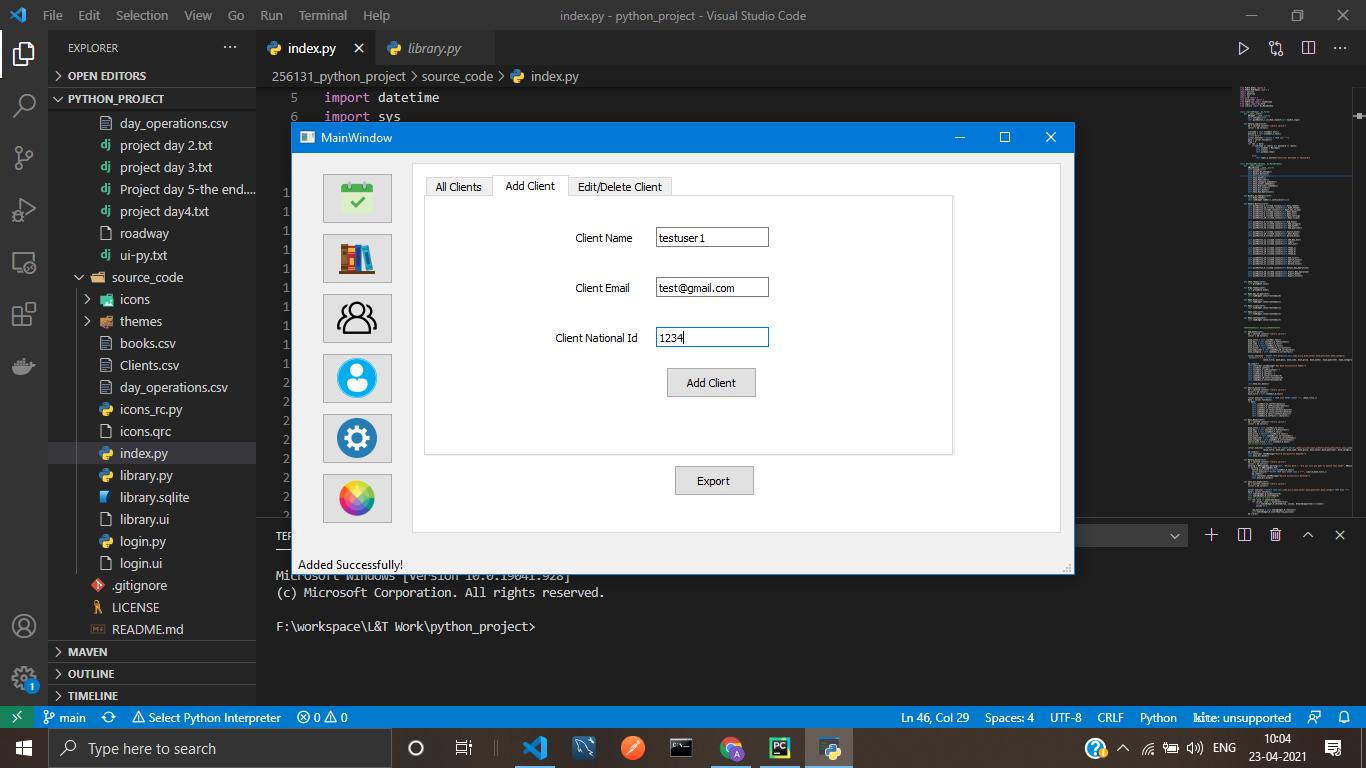 File Edit Selection View Go Run Terminal Help
index.py - python_project - Visual Studio Code
EXPLORER
OPEN EDITORS
PYTHON_PROJECT
day_operations.csv
project day 2.txt
project day 3.txt
Project day 5-the end....
project day4.txt
roadway
ui-py.txt
source_code
icons
themes
books.csv
Clients.csv
day_operations.csv
icons_rc.py
icons.qrc
index.py
library.py
library.sqlite
library.ui
login.py
login.ui
.gitignore
LICENSE
README.md
MAVEN
OUTLINE
TIMELINE
index.py
library.py
256131_python_project > source_code > index.py
5 import datetime
6 import sys
MainWindow
All Clients
Add Client
Edit/Delete Client
Client Name
testuser1
Client Email
test@gmail.com
Client National Id
1234
Add Client
Export
Added Successfully!
Microsoft Windows [Version 10.0.19041.928]
(c) Microsoft Corporation. All rights reserved.
F:\workspace\L&T Work\python_project>
1
main
Select Python Interpreter
0
0
Ln 46, Col 29
Spaces: 4
UTF-8
CRLF
Python
kite: unsupported
Type here to search
A
PC
ENG
10:04
23-04-2021